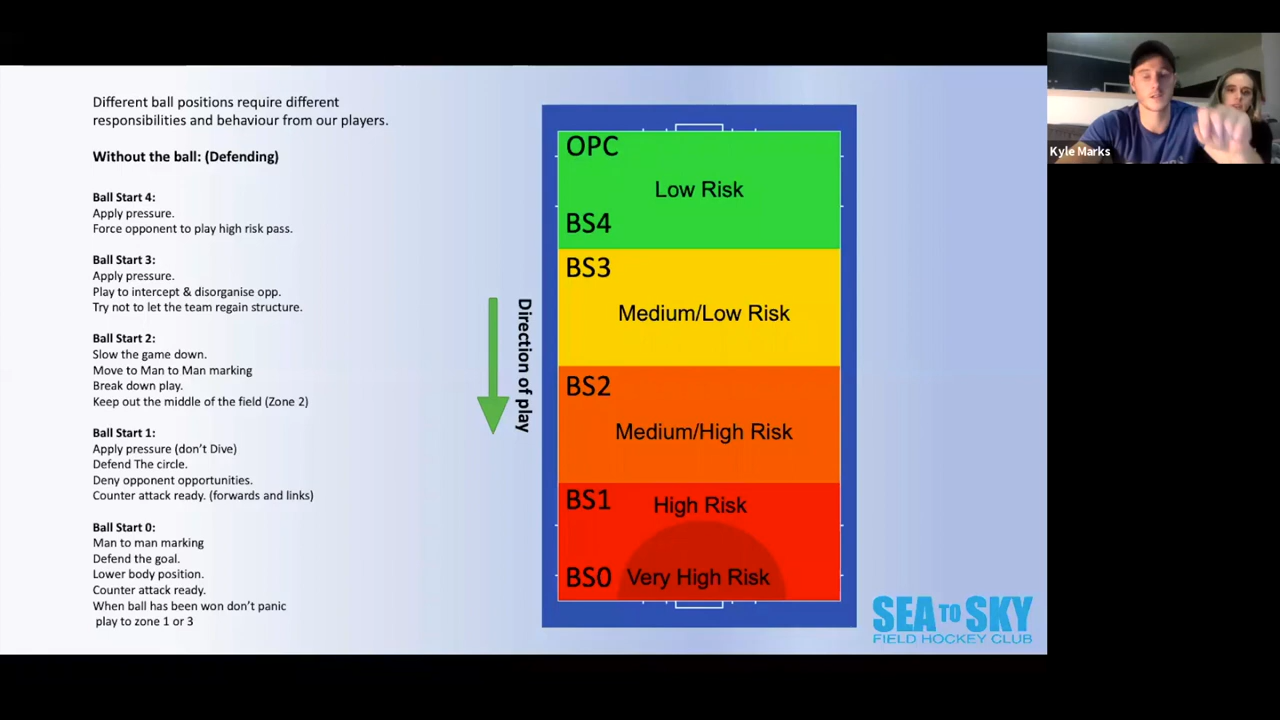 Different ball positions require different
responsibilities and behaviour from our players.
Without the ball: (Defending)
Ball Start 4:
Apply pressure.
Force opponent to play high risk pass.
Ball Start 3:
Apply pressure.
Play to intercept & disorganise opp.
Try not to let the team regain structure.
Ball Start 2:
Slow the game down.
Move to Man to Man marking
Break down play.
Keep out the middle of the field (Zone 2)
Ball Start 1:
Apply pressure (don't Dive)
Defend The circle.
Deny opponent opportunities.
Counter attack ready. (forwards and links)
Ball Start 0:
Man to man marking
Defend the goal.
Lower body position.
Counter attack ready.
When ball has been won don't panic
play to zone 1 or 3
Direction of play
OPC
Low Risk
BS4
BS3
Medium/Low Risk
BS2
Medium/High Risk
BS1 High Risk
BS0 Very High Risk
SEA TO SKY
FIELD HOCKEY CLUB
Kyle Marks